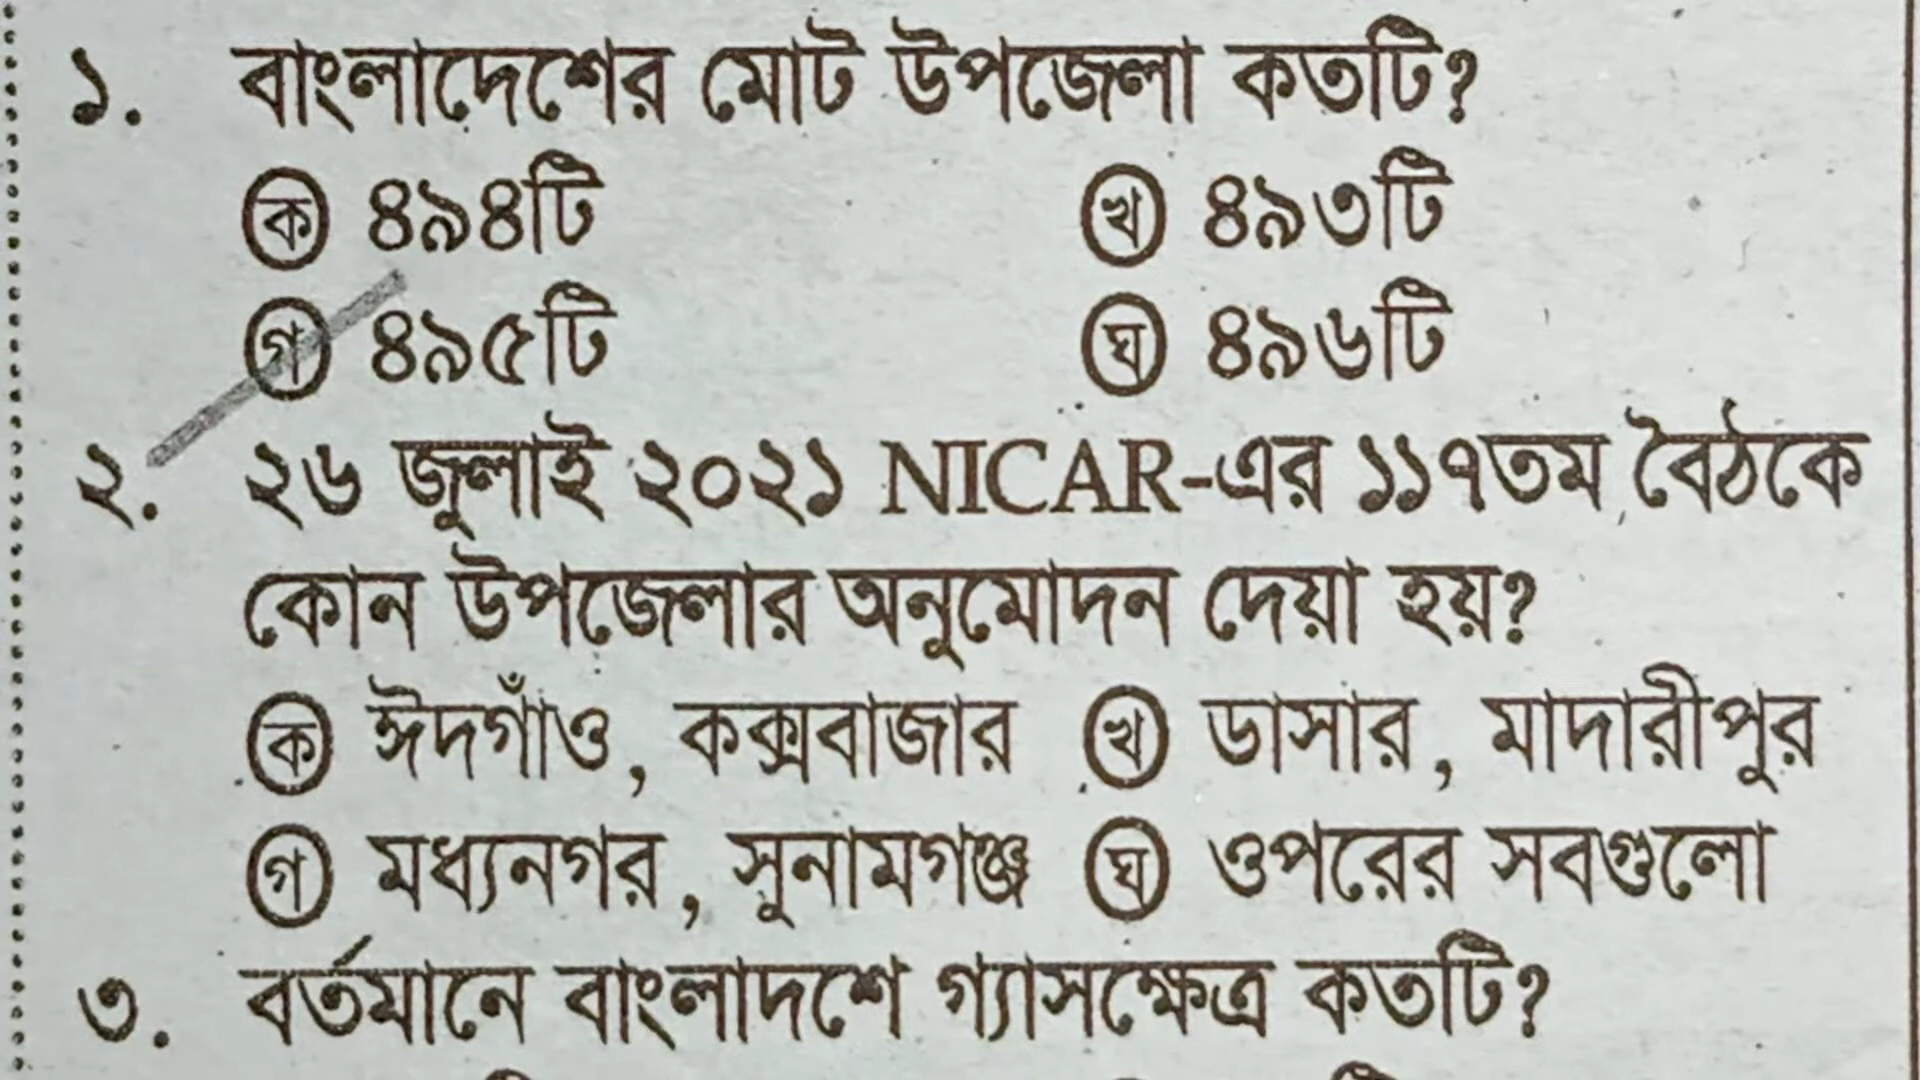 ১. বাংলাদেশের মোট উপজেলা কতটি?
ক ৪৯৪টি খ ৪৯৩টি
গ ৪৯৫টি ঘ ৪৯৬টি
২. ২৬ জুলাই ২০২১ NICAR-এর ১১৭তম বৈঠকে
কোন উপজেলার অনুমোদন দেয়া হয়?
ক ঈদগাঁও, কক্সবাজার খ ডাসার, মাদারীপুর
গ মধ্যনগর, সুনামগঞ্জ ঘ ওপরের সবগুলো
৩. বর্তমানে বাংলাদশে গ্যাসক্ষেত্র কতটি?